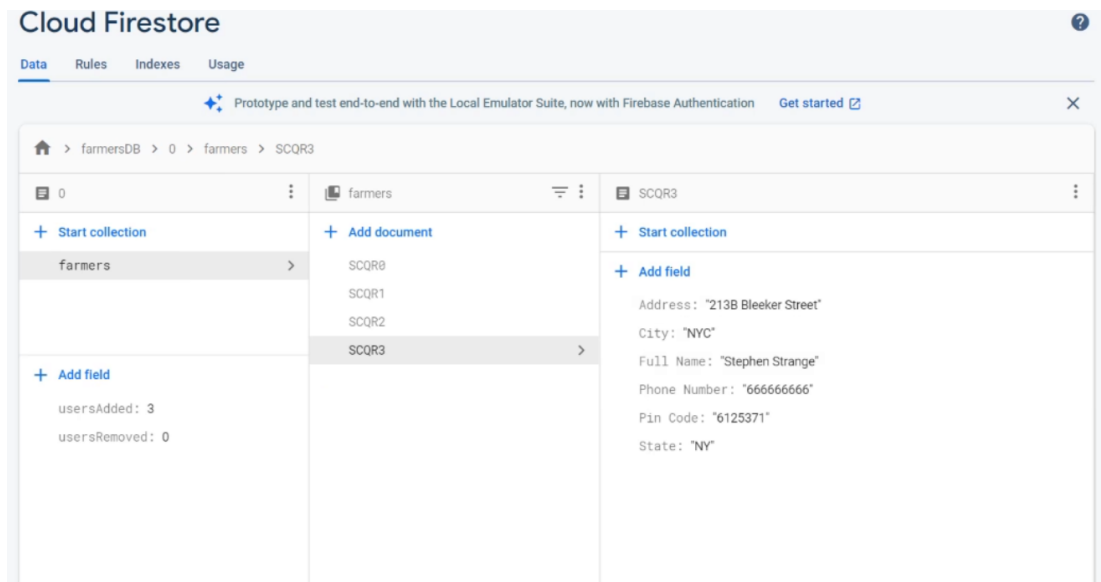 Cloud Firestore
Data Rules Indexes Usage
Prototype and test end-to-end with the Local Emulator Suite, now with Firebase Authentication Get started
farmersDB > 0 > farmers > SCQR3
0
Start collection
farmers
Add field
usersAdded: 3
usersRemoved: 0
farmers
Add document
SCQR0
SCQR1
SCQR2
SCQR3
SCQR3
Start collection
Add field
Address: "213B Bleeker Street"
City: "NYC"
Full Name: "Stephen Strange"
Phone Number: "666666666"
Pin Code: "6125371"
State: "NY"